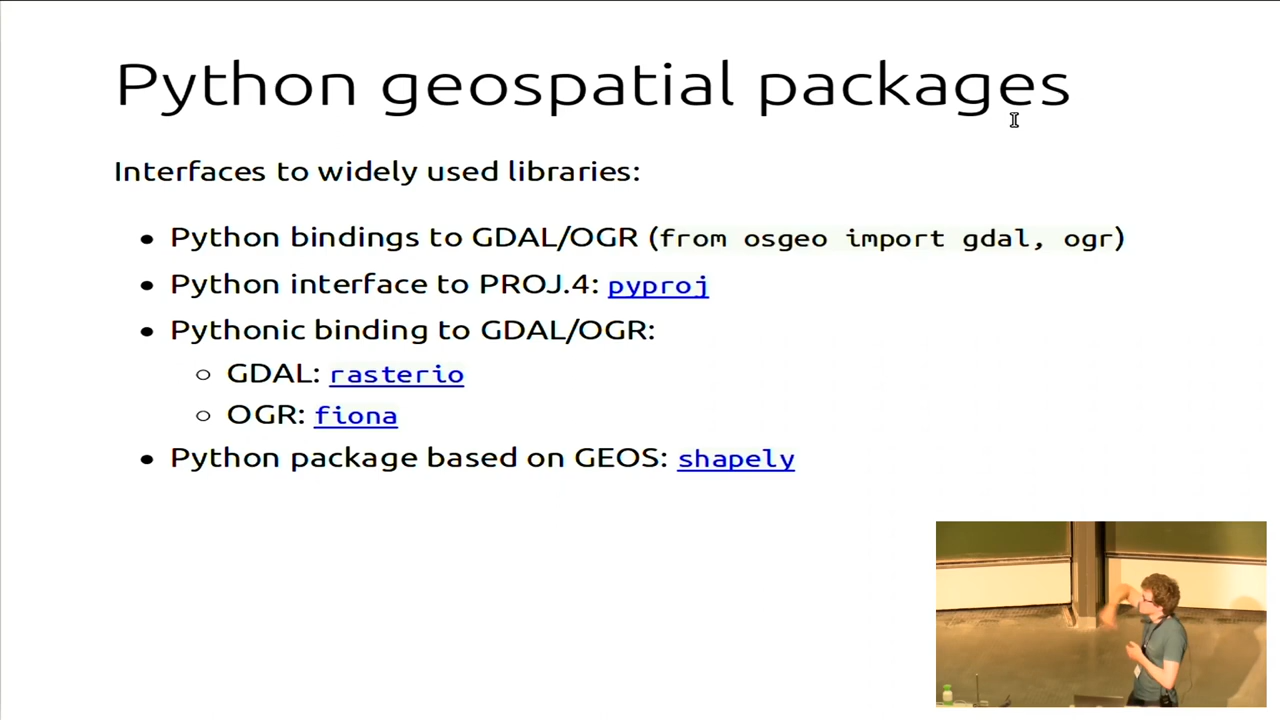 Python geospatial packages
Interfaces to widely used libraries:
• Python bindings to GDAL/OGR (from osgeo import gdal, ogr)
• Python interface to PROJ.4: pyproj
• Pythonic binding to GDAL/OGR:
○ GDAL: rasterio
○ OGR: fiona
• Python package based on GEOS: shapely